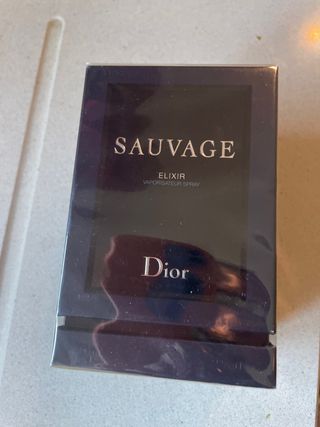 SAUVAGE
ELIXIR
VAPORISATEUR SPRAY
Dior